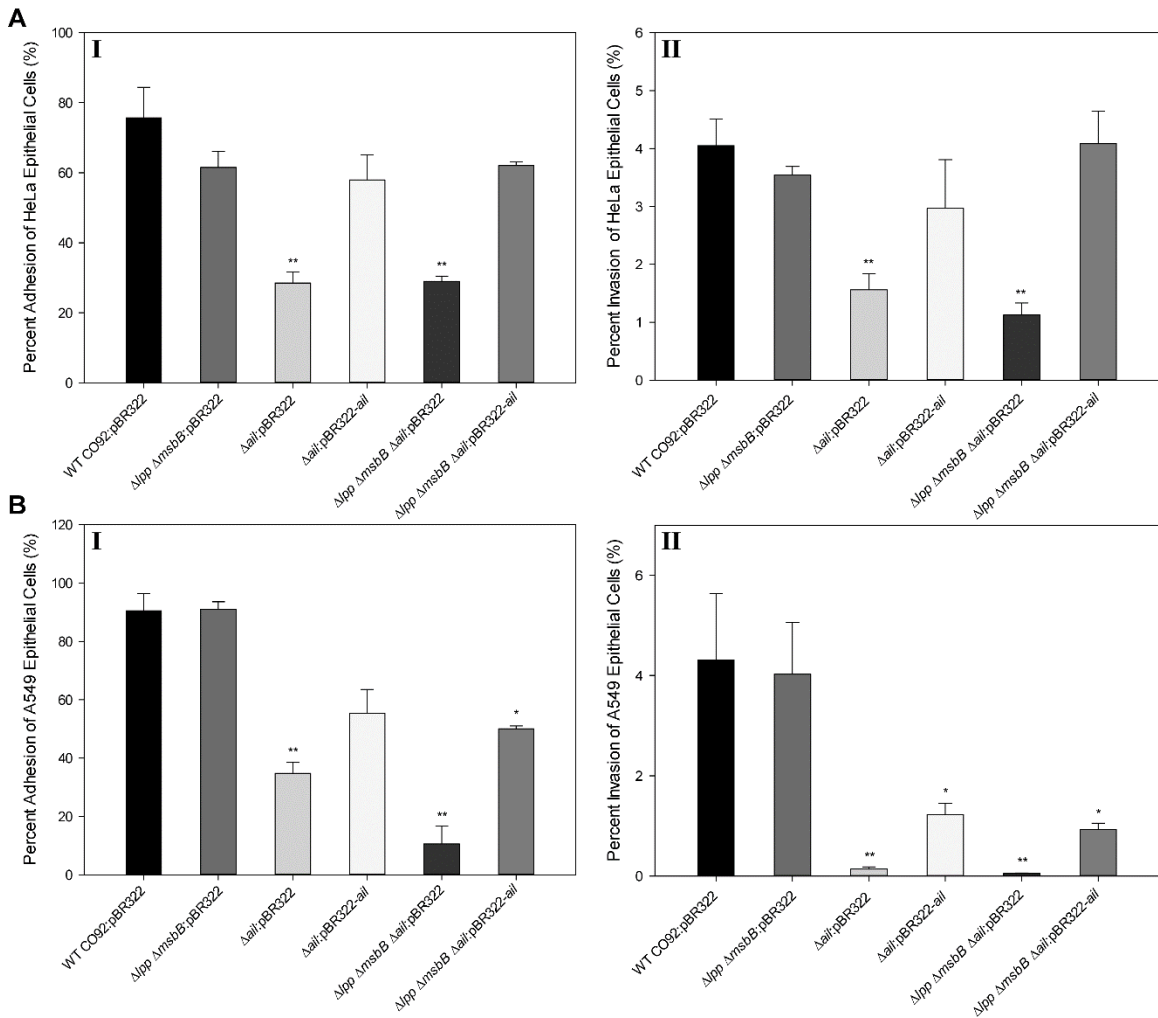 A
I
Percent Adhesion of HeLa Epithelial Cells (%)
100
80
60
40
20
0
**
**
WT CO92:pBR322
Δlpp ΔmsbB:pBR322
Δail:pBR322
Δail:pBR322-ail
Δlpp ΔmsbB Δail:pBR322
Δlpp ΔmsbB Δail:pBR322-ail
II
Percent Invasion of HeLa Epithelial Cells (%)
6
5
4
3
2
1
0
**
**
WT CO92:pBR322
Δlpp ΔmsbB:pBR322
Δail:pBR322
Δail:pBR322-ail
Δlpp ΔmsbB Δail:pBR322
Δlpp ΔmsbB Δail:pBR322-ail
B
I
Percent Adhesion of A549 Epithelial Cells (%)
120
100
80
60
40
20
0
**
**
*
WT CO92:pBR322
Δlpp ΔmsbB:pBR322
Δail:pBR322
Δail:pBR322-ail
Δlpp ΔmsbB Δail:pBR322
Δlpp ΔmsbB Δail:pBR322-ail
II
Percent Invasion of A549 Epithelial Cells (%)
6
4
2
0
**
*
**
*
WT CO92:pBR322
Δlpp ΔmsbB:pBR322
Δail:pBR322
Δail:pBR322-ail
Δlpp ΔmsbB Δail:pBR322
Δlpp ΔmsbB Δail:pBR322-ail